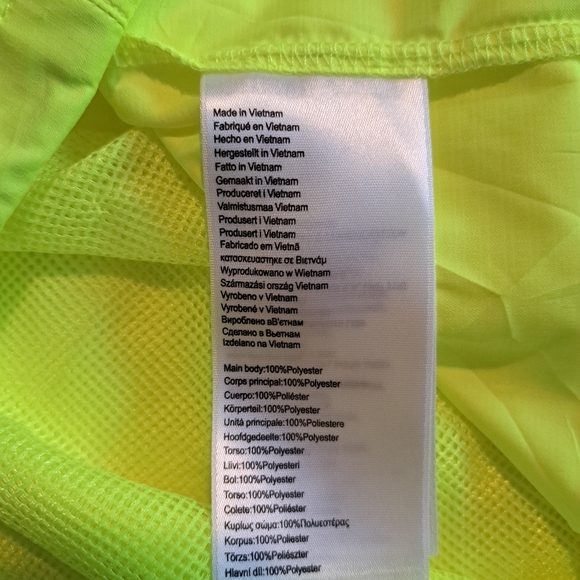 Made in Vietnam
Fabriqué en Vietnam
Hecho en Vietnam
Hergestellt in Vietnam
Fatto in Vietnam
Gemaakt in Vietnam
Produceret i Vietnam
Valmistusmaa Vietnam
Produsert i Vietnam
Produsert i Vietnam
Fabricado em Vietnã
κατασκευαστηκε σε Βιετνάμ
Wyprodukowano w Wietnam
Származási ország Vietnam
Vyrobeno v Vietnam
Vyrobené v Vietnam
Вироблено вВ'єтнам
Сделано в Вьетнам
Izdelano na Vietnam
Main body:100%Polyester
Corps principal:100%Polyester
Cuerpo:100%Poliéster
Körperteil:100%Polyester
Unità principale:100%Poliestere
Hoofdgedeelte:100%Polyester
Torso:100%Polyester
Liivi:100%Polyesteri
Bol:100%Polyester
Torso:100%Polyester
Colete:100%Poliéster
Κυρίως σώμα:100%Πολυεστέρας
Korpus:100%Polyester
Törzs:100%Poliészter
Hlavní díl:100%Polyester